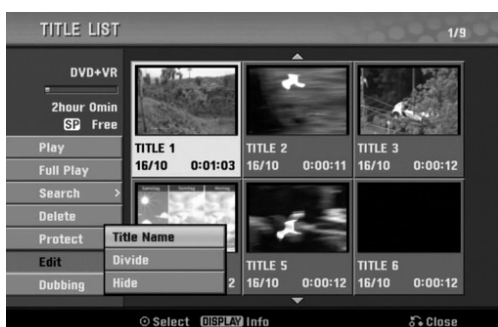 TITLE LIST
1/9
DVD+VR
2hour 0min
SP Free
Play
Full Play
Search >
Delete
Protect
Edit
Dubbing
Title Name
Divide
Hide
TITLE 1
16/10 0:01:03
TITLE 2
16/10 0:00:11
TITLE 3
16/10 0:00:12
2
TITLE 5
16/10 0:00:12
TITLE 6
16/10 0:00:12
Select DISPLAY Info Close